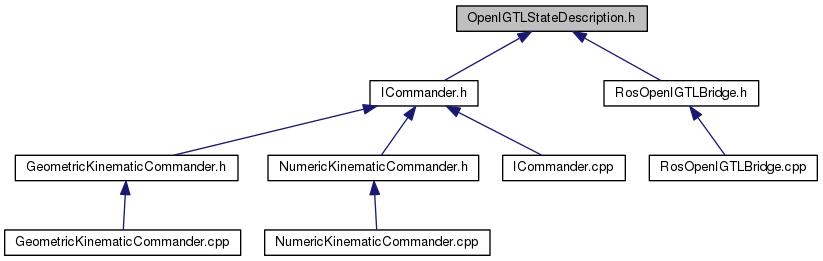 OpenIGTLStateDescription.h
ICommander.h
RosOpenIGTLBridge.h
GeometricKinematicCommander.h
NumericKinematicCommander.h
ICommander.cpp
RosOpenIGTLBridge.cpp
GeometricKinematicCommander.cpp
NumericKinematicCommander.cpp